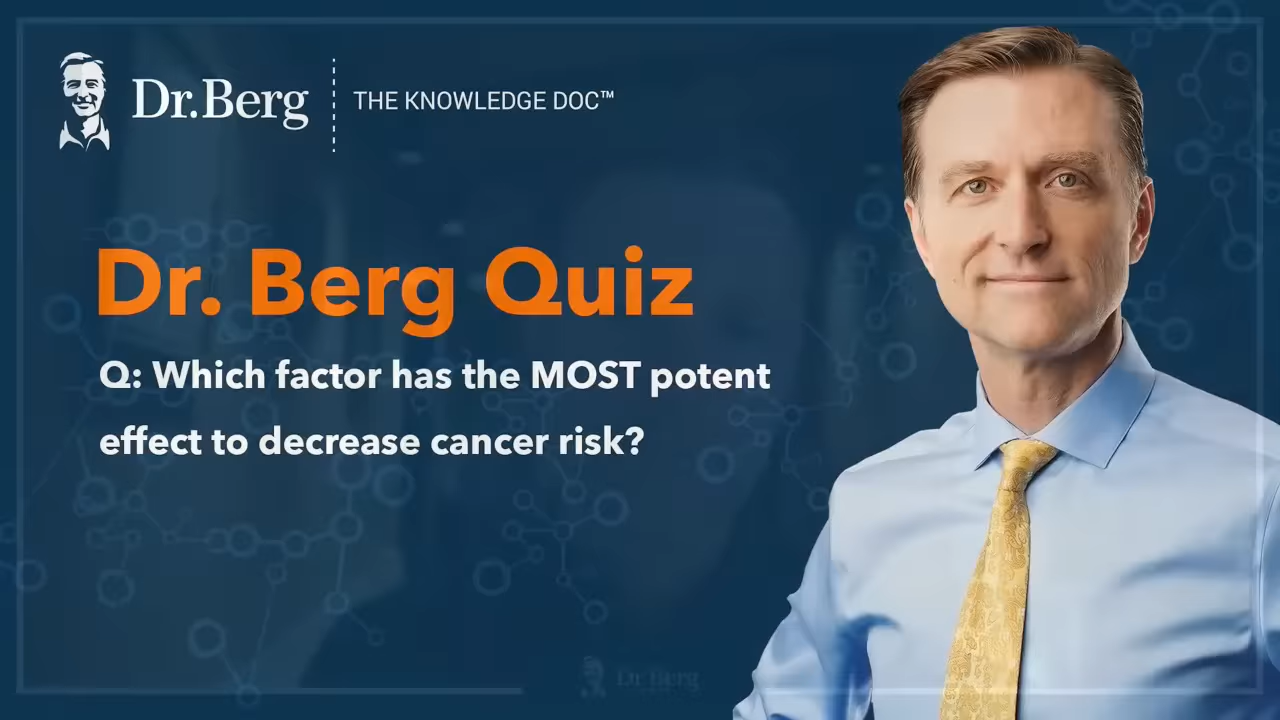 Dr.Berg
THE KNOWLEDGE DOC™
Dr. Berg Quiz
Q: Which factor has the MOST potent
effect to decrease cancer risk?
Dr.Berg